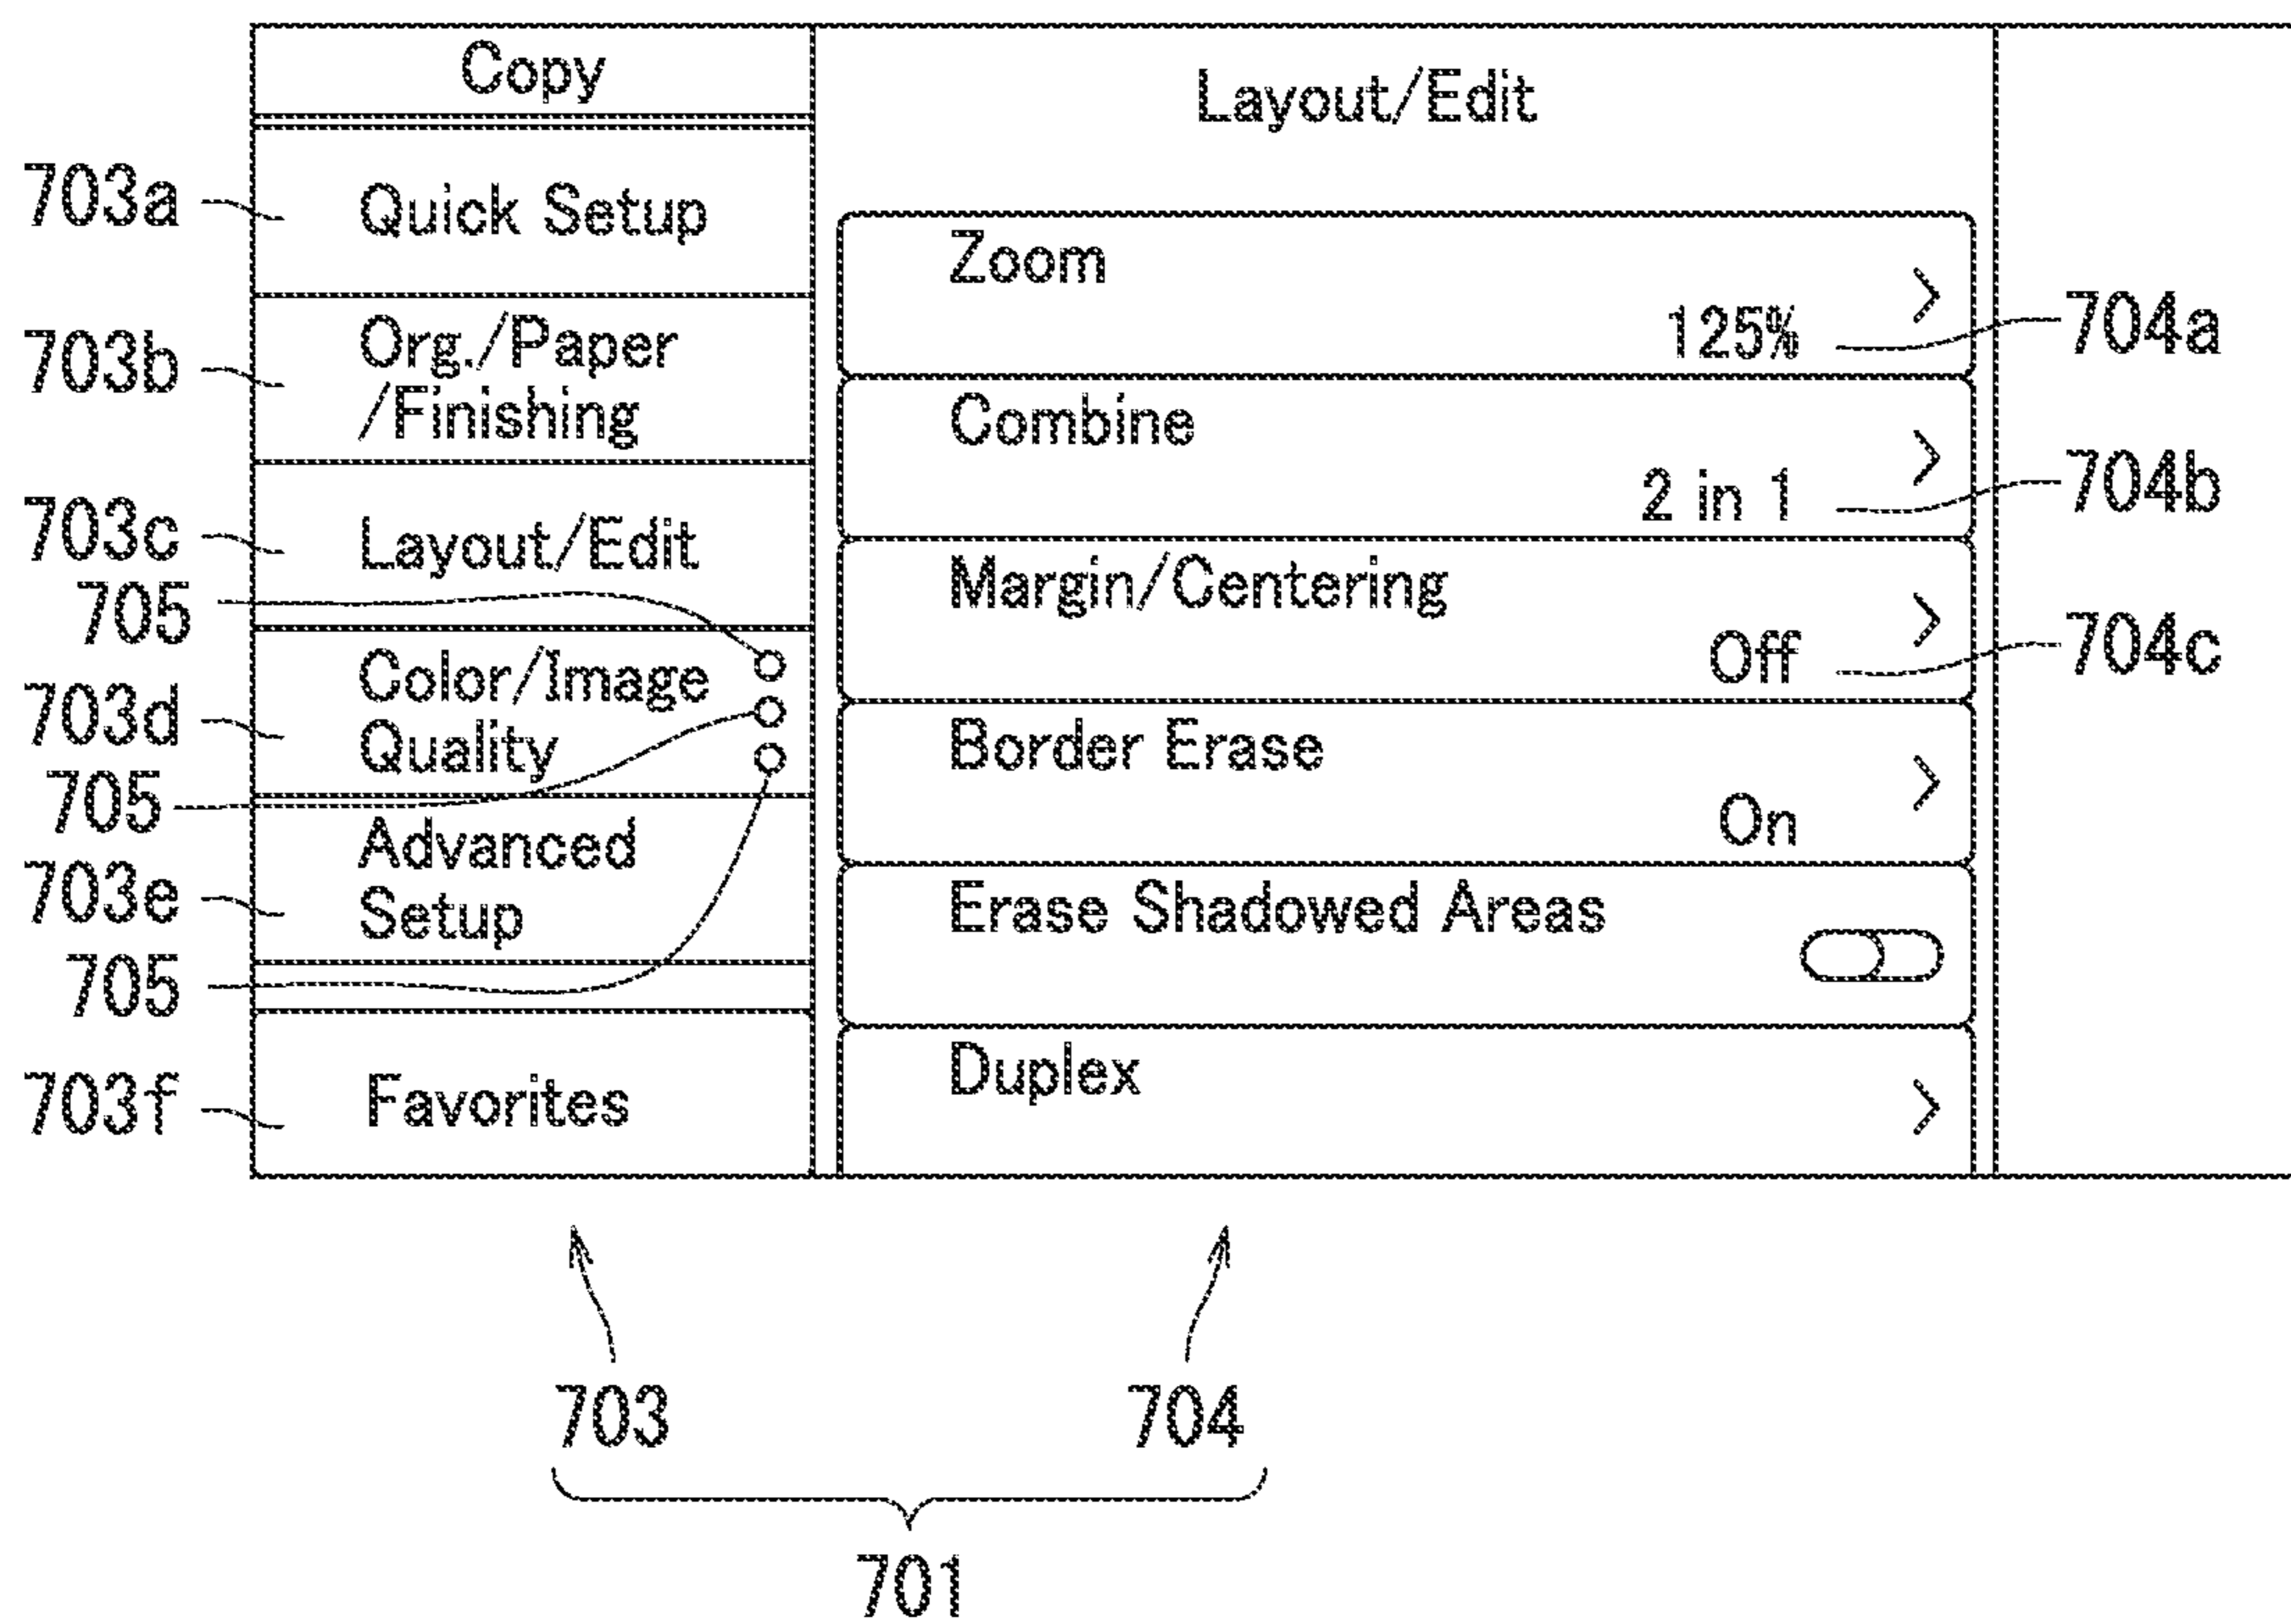 Copy
Layout/Edit
703a
Quick Setup
Zoom
125%
704a
703b
Org./Paper
/Finishing
Combine
2 in 1
704b
703c
Layout/Edit
Margin/Centering
Off
704c
705
703d
Color/Image
Quality
Border Erase
On
705
703e
Advanced
Setup
Erase Shadowed Areas
705
703f
Favorites
Duplex
703
704
701